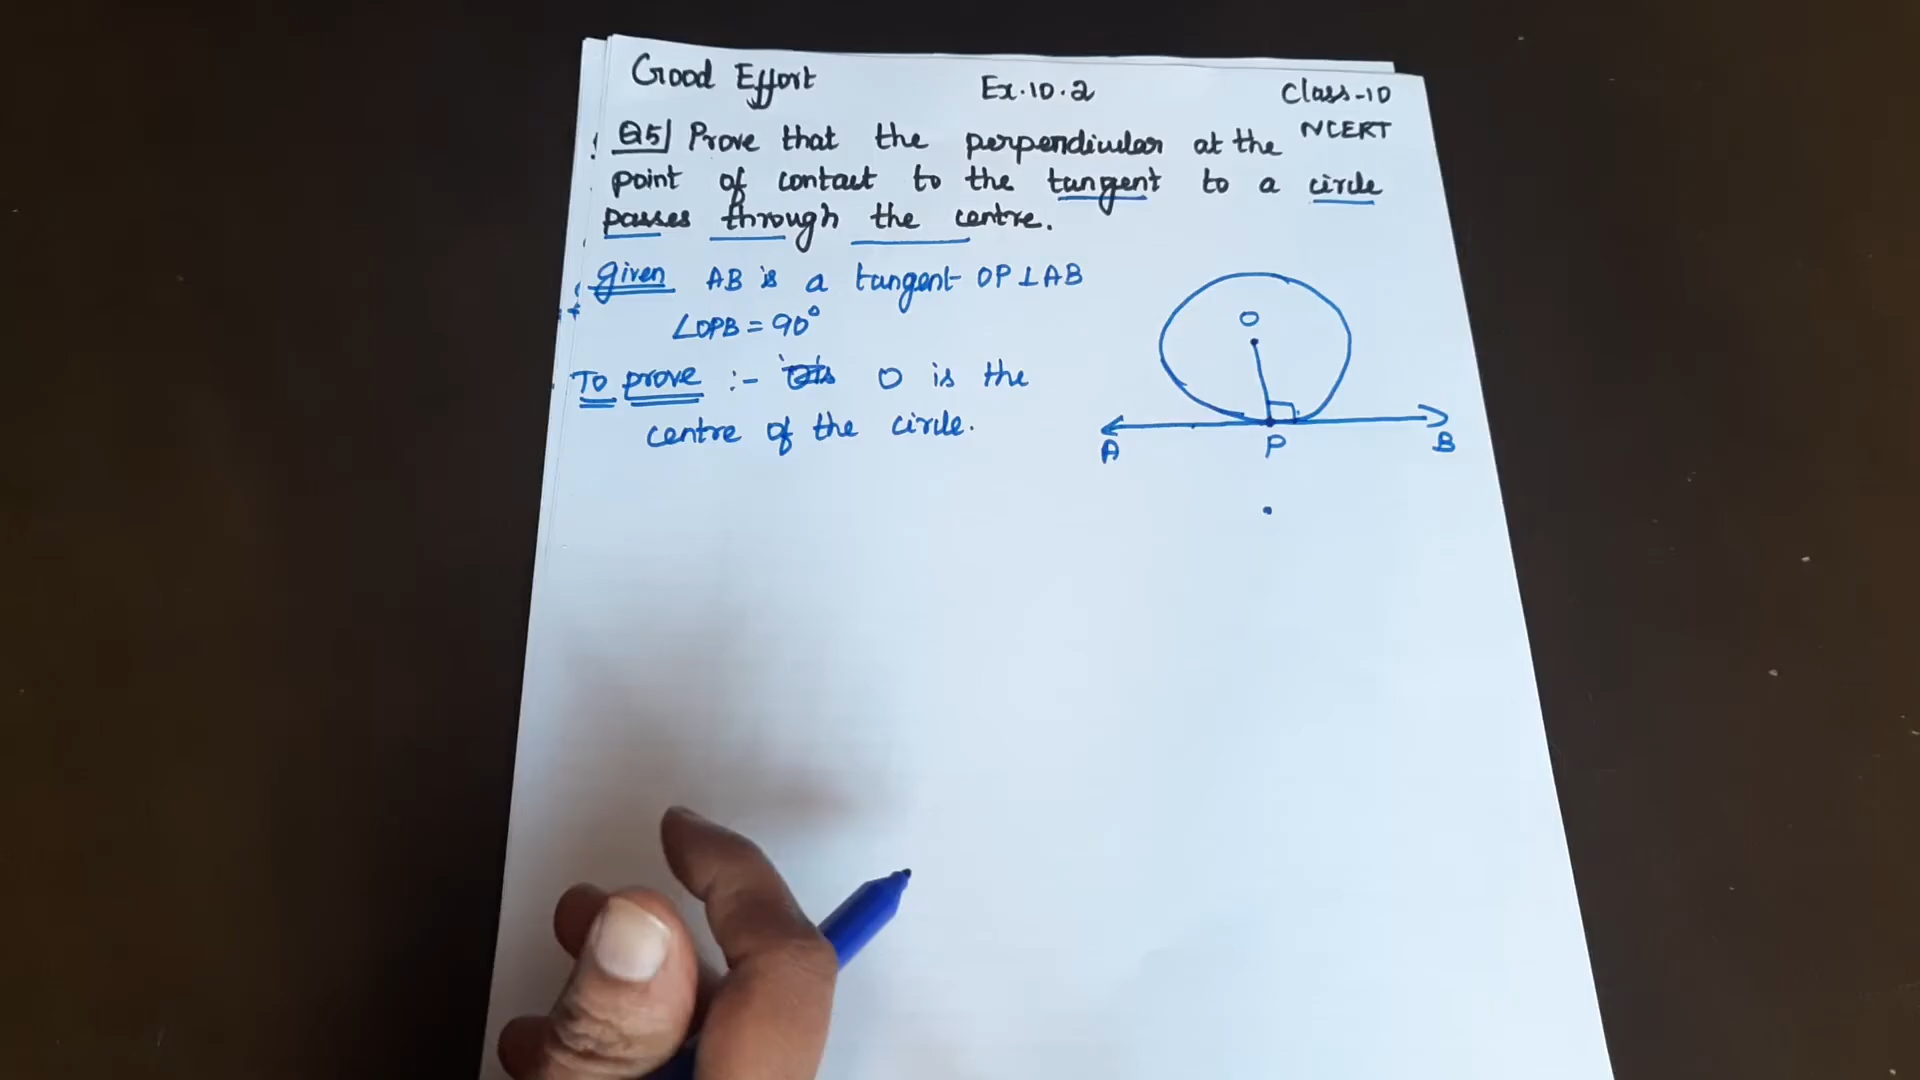 Good Effort Ex.10.2 Class-10
NCERT
Q5 Prove that the perpendicular at the
point of contact to the tangent to a circle
passes through the centre.
given AB is a tangent OP⊥AB
∠OPB = 90°
To prove :- O is the
centre of the circle.
O
A P B